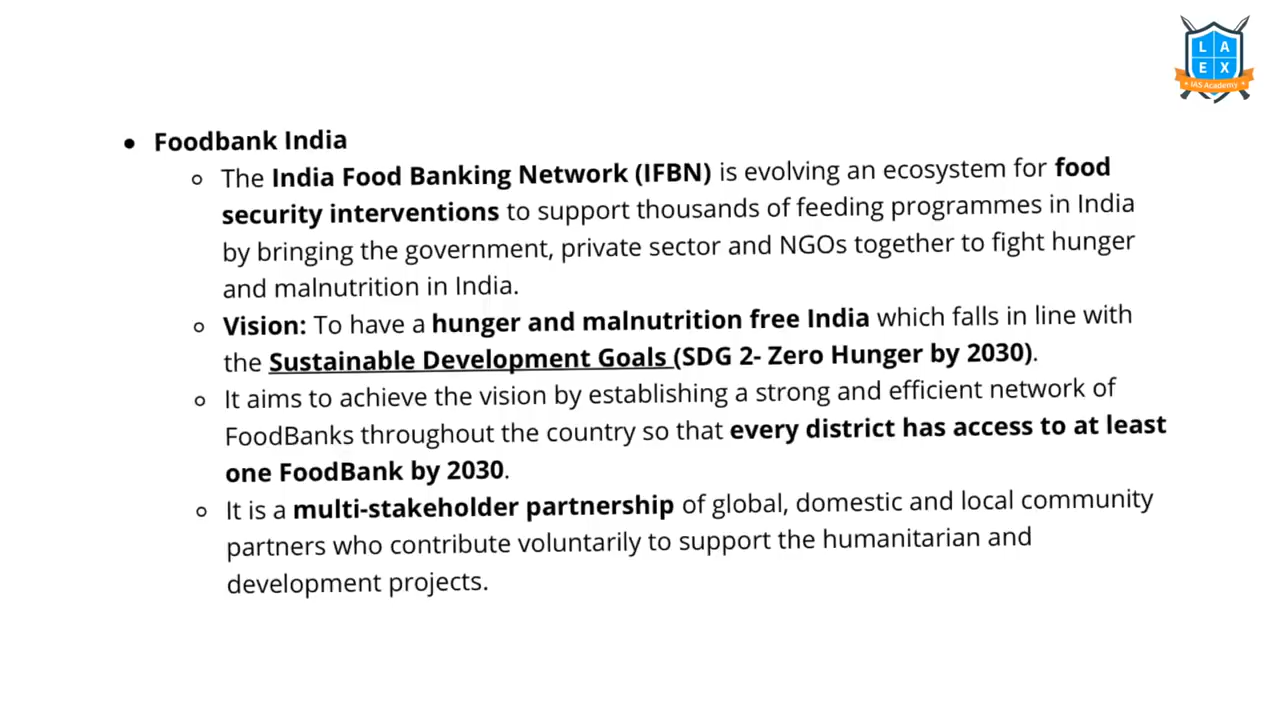 L A
E X
IAS Academy
Foodbank India
The India Food Banking Network (IFBN) is evolving an ecosystem for food
security interventions to support thousands of feeding programmes in India
by bringing the government, private sector and NGOs together to fight hunger
and malnutrition in India.
Vision: To have a hunger and malnutrition free India which falls in line with
the Sustainable Development Goals (SDG 2- Zero Hunger by 2030).
It aims to achieve the vision by establishing a strong and efficient network of
FoodBanks throughout the country so that every district has access to at least
one FoodBank by 2030.
It is a multi-stakeholder partnership of global, domestic and local community
partners who contribute voluntarily to support the humanitarian and
development projects.